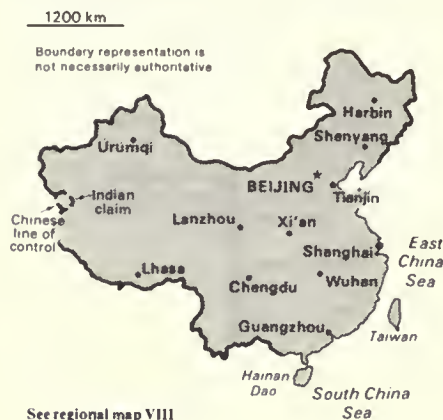 1200 km
Boundary representation is
not necessarily authoritative
Harbin
Shenyang
Ürümqi
BEIJING
Tianjin
Indian
claim
Chinese
line of
control
Lanzhou
Xi'an
Shanghai
East
China
Sea
Lhasa
Chengdu
Wuhan
Guangzhou
Taiwan
Hainan
Dao
South China
Sea
See regional map VIII